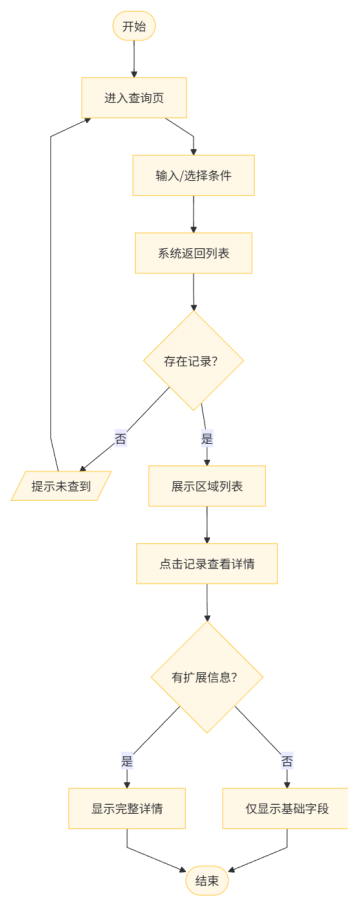 开始
进入查询页
输入/选择条件
系统返回列表
存在记录?
否
是
提示未查到
展示区域列表
点击记录查看详情
有扩展信息?
是
否
显示完整详情
仅显示基础字段
结束